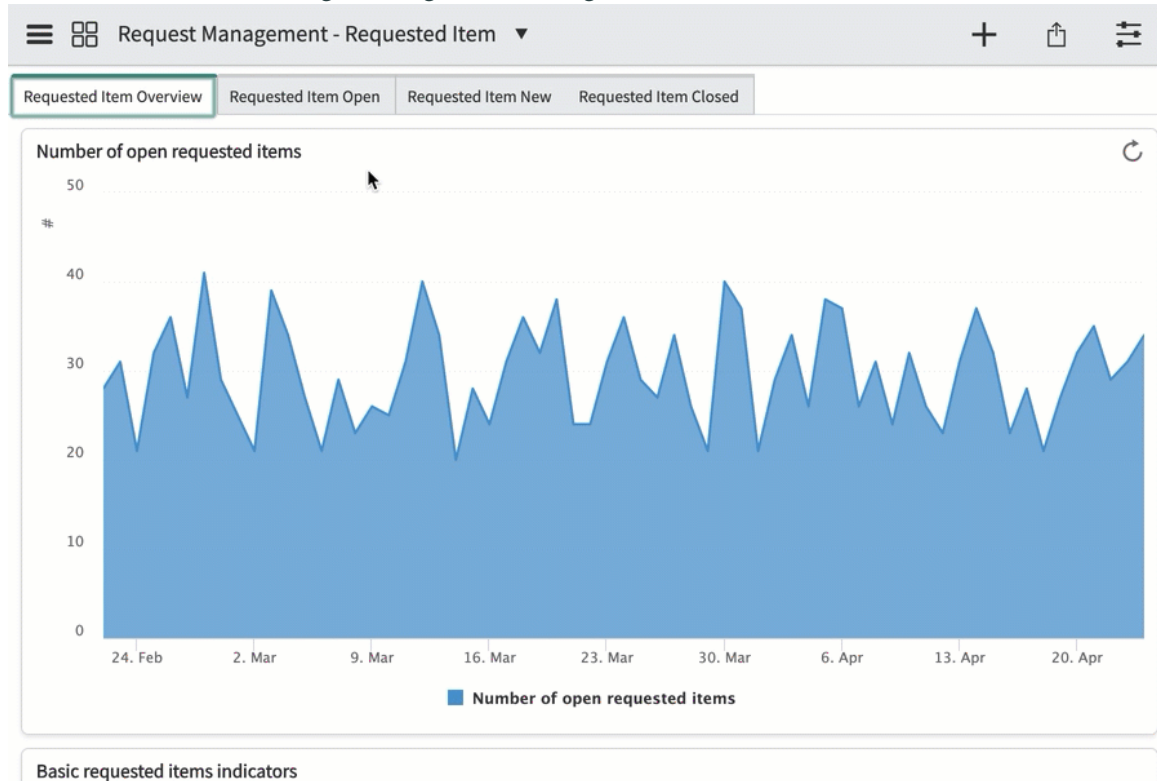 Request Management - Requested Item ▼
Requested Item Overview Requested Item Open Requested Item New Requested Item Closed
Number of open requested items
50
#
40
30
20
10
0
24. Feb 2. Mar 9. Mar 16. Mar 23. Mar 30. Mar 6. Apr 13. Apr 20. Apr
Number of open requested items
Basic requested items indicators